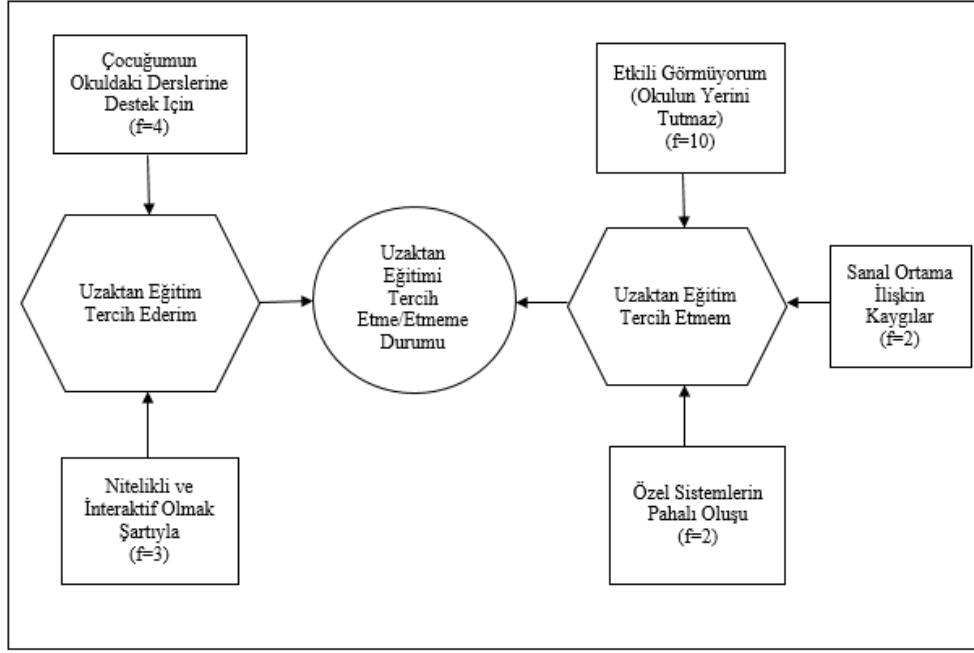 Çocuğumun
Okuldaki Derslerine
Destek İçin
(f=4)
Etkili Görmüyorum
(Okulun Yerini
Tutmaz)
(f=10)
Uzaktan Eğitim
Tercih Ederim
Uzaktan
Eğitimi
Tercih
Etme/Etmeme
Durumu
Uzaktan Eğitim
Tercih Etmem
Sanal Ortama
İlişkin
Kaygılar
(f=2)
Nitelikli ve
İnteraktif Olmak
Şartıyla
(f=3)
Özel Sistemlerin
Pahalı Oluşu
(f=2)